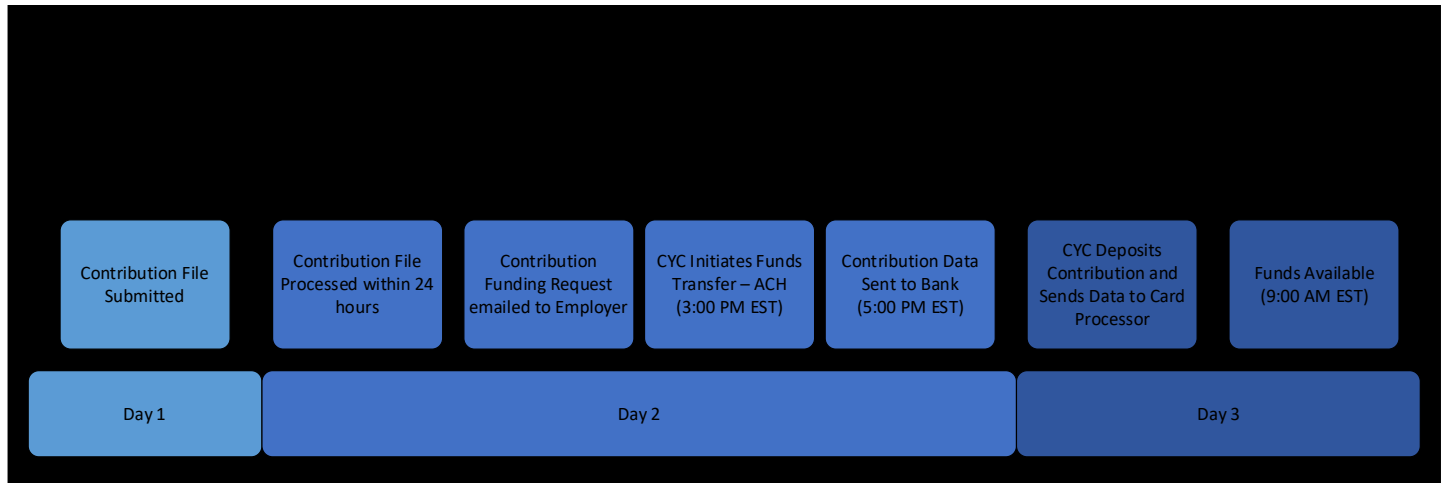 Contribution File
Submitted
Contribution File
Processed within 24
hours
Contribution
Funding Request
emailed to Employer
CYC Initiates Funds
Transfer – ACH
(3:00 PM EST)
Contribution Data
Sent to Bank
(5:00 PM EST)
CYC Deposits
Contribution and
Sends Data to Card
Processor
Funds Available
(9:00 AM EST)
Day 1
Day 2
Day 3